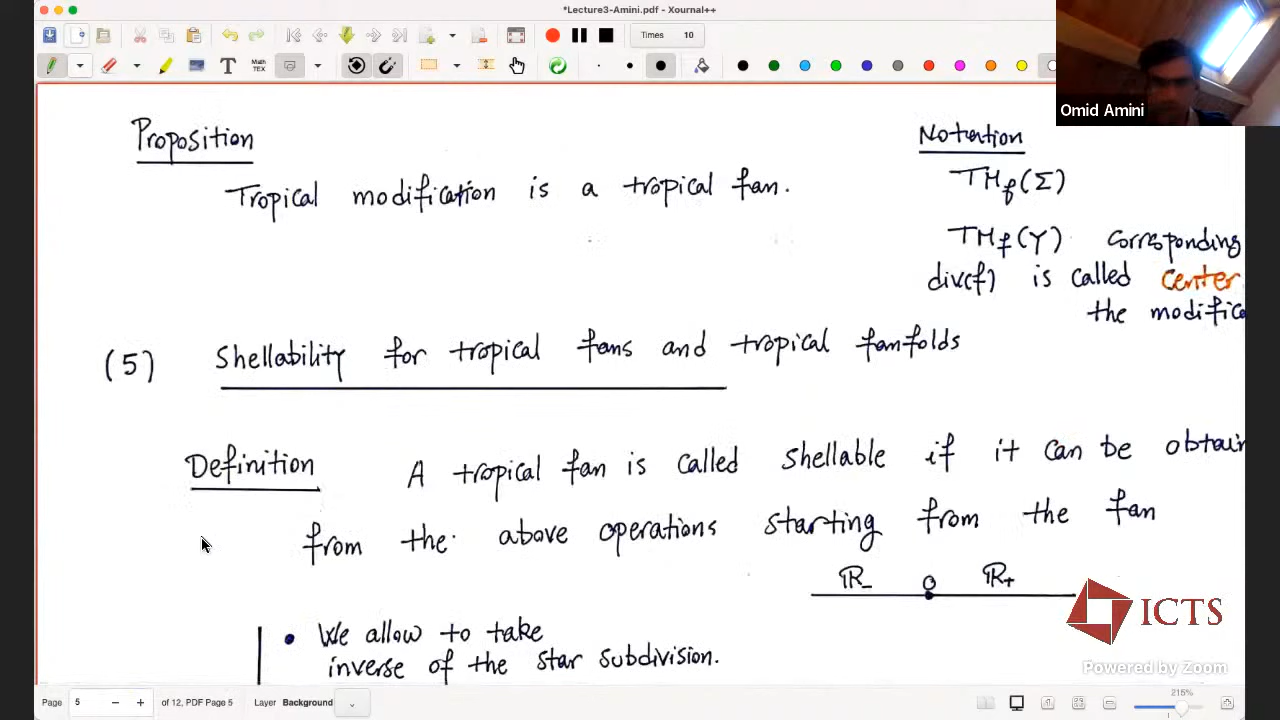 *Lecture3-Amini.pdf - Xournal++
Times 10
Omid Amini
Proposition
Tropical modification is a tropical fan.
Notation
TM_f(Σ)
TM_f(Y) corresponding
div(f) is called center
the modifica
(5) Shellability for tropical fans and tropical fanfolds
Definition A tropical fan is called shellable if it can be obtain
from the above operations starting from the fan
ℝ₋ 0 ℝ₊
• We allow to take
inverse of the star subdivision.
ICTS
Powered by Zoom
Page 5 of 12, PDF Page 5 Layer Background
215%